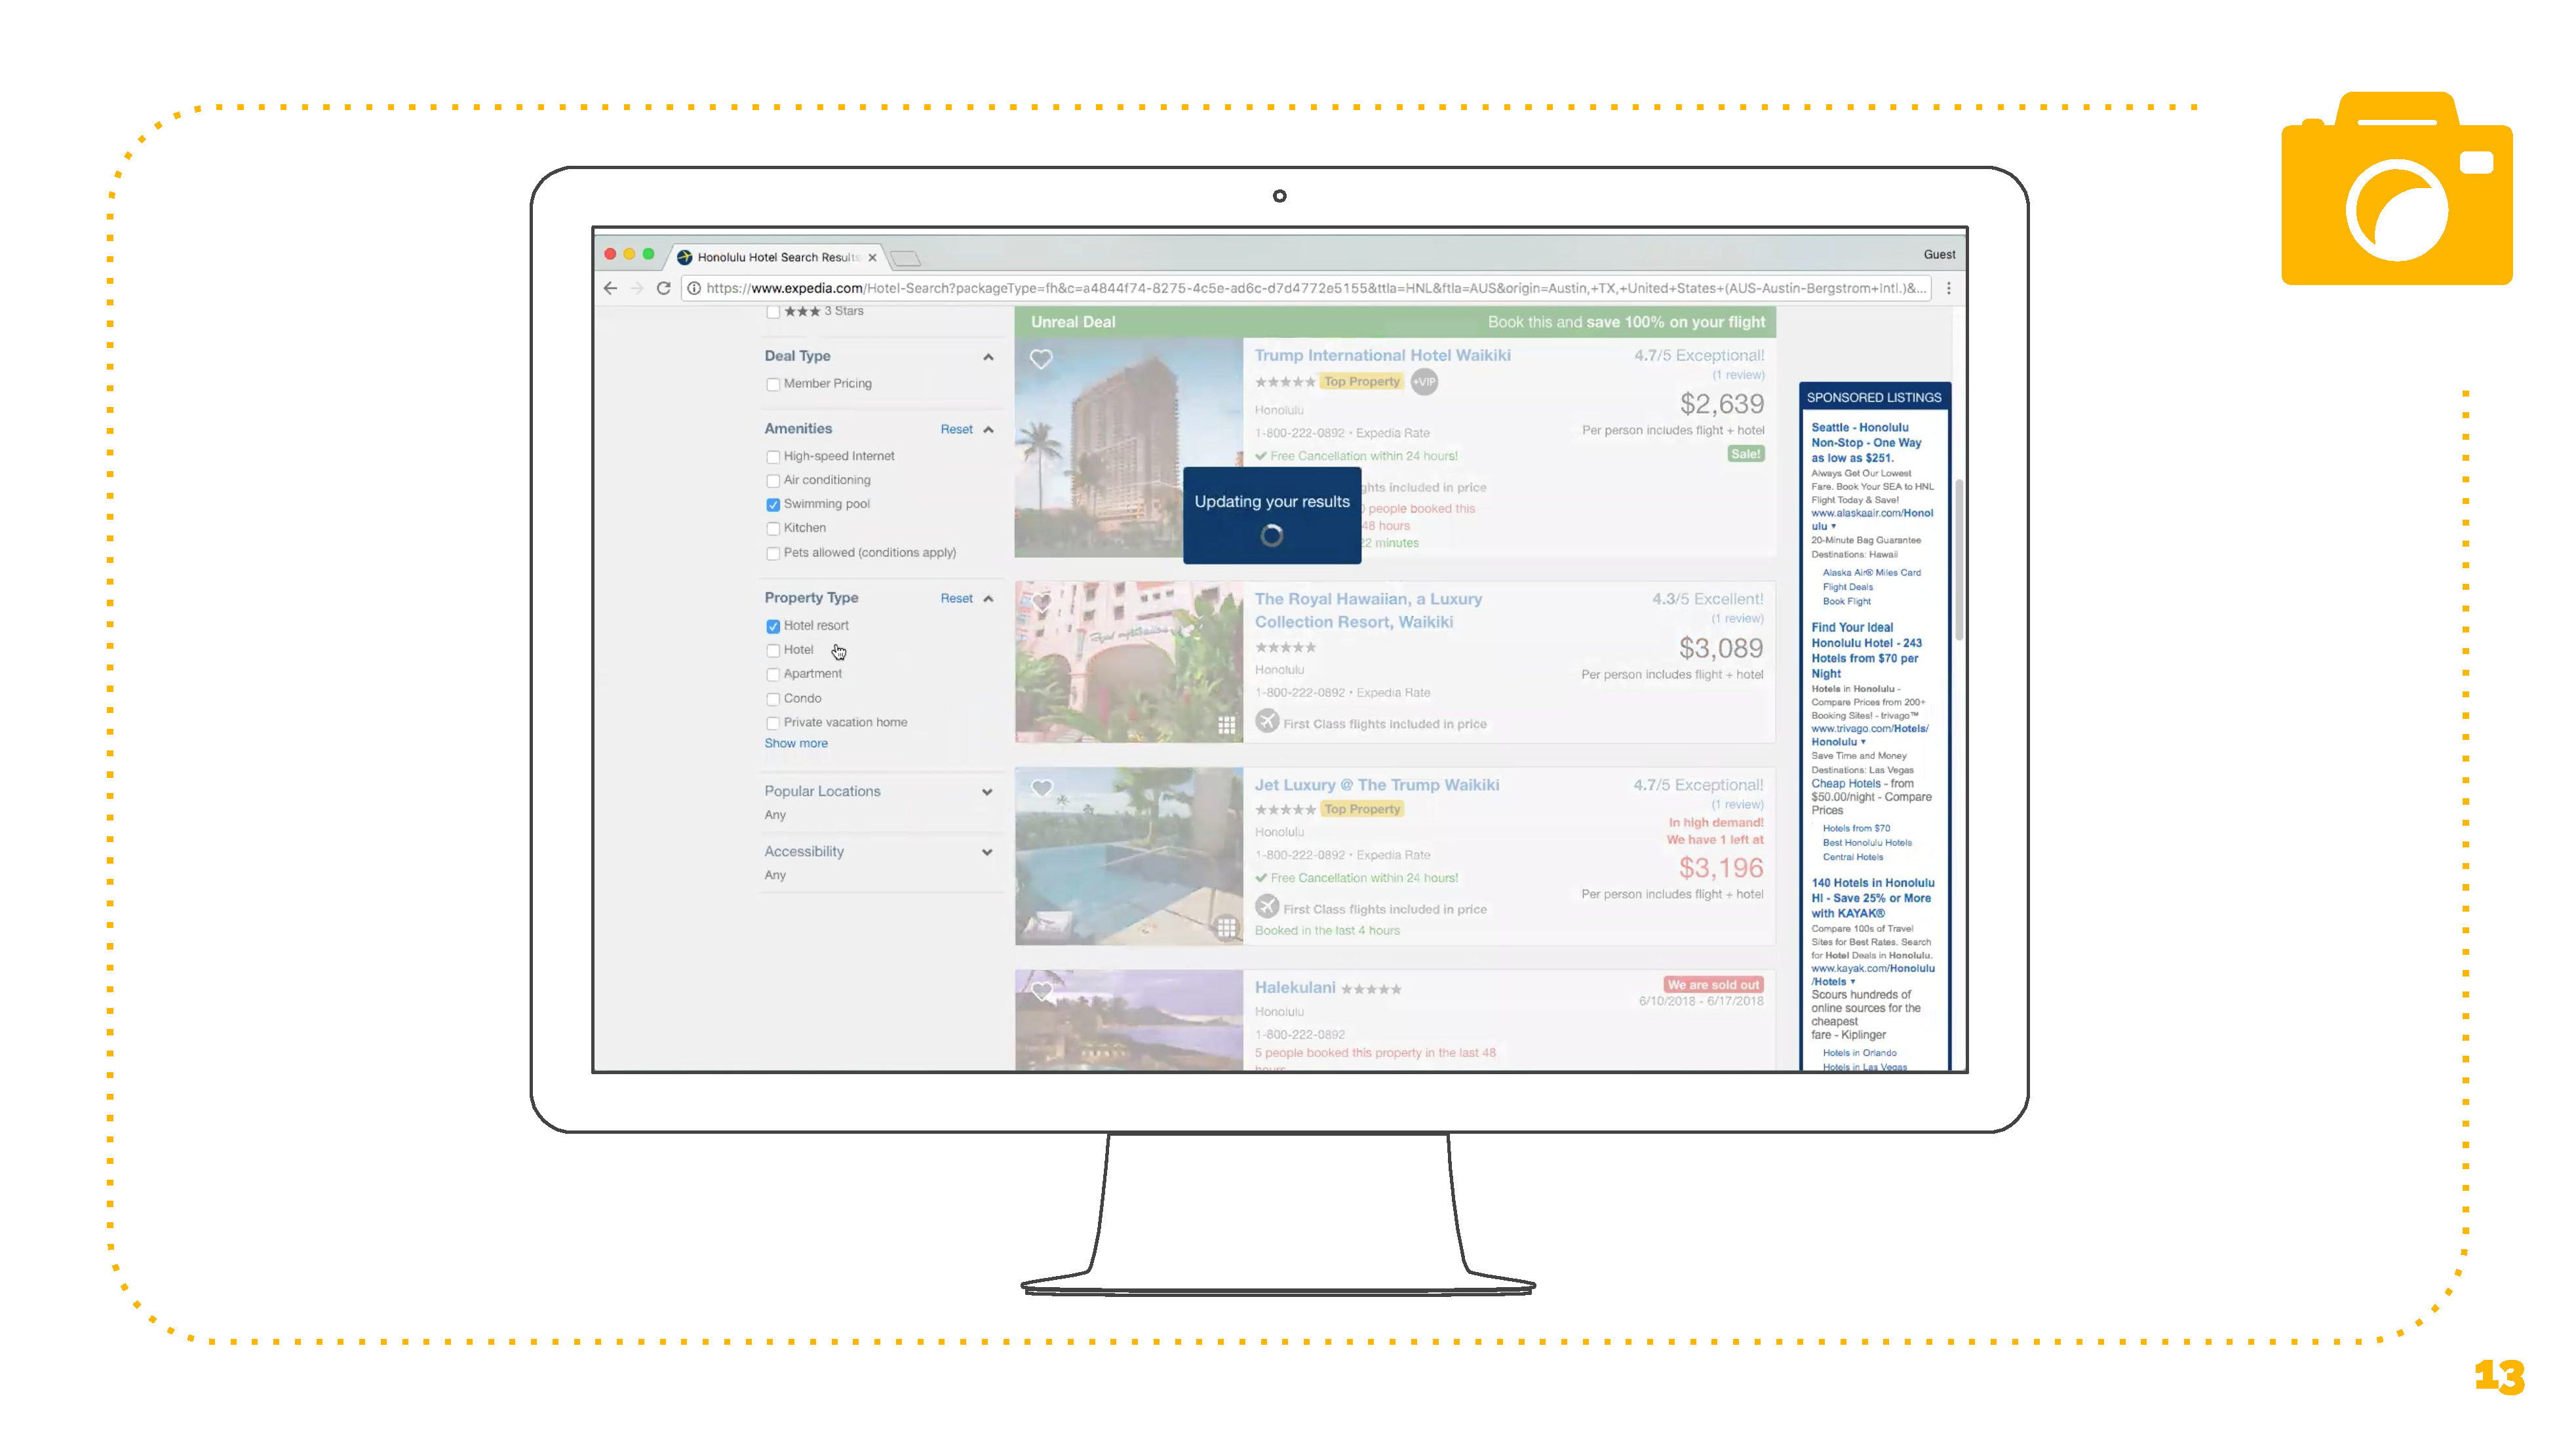 Honolulu Hotel Search Results
Guest
https://www.expedia.com/Hotel-Search?packageType=fh&c=a4844f74-8275-4c5e-ad6c-d7d4772e5155&ttla=HNL&ftla=AUS&origin=Austin,+TX,+United+States+(AUS-Austin-Bergstrom+Intl.)&...
★★★ 3 Stars
Deal Type
Member Pricing
Amenities Reset
High-speed Internet
Air conditioning
Swimming pool
Kitchen
Pets allowed (conditions apply)
Property Type Reset
Hotel resort
Hotel
Apartment
Condo
Private vacation home
Show more
Popular Locations
Any
Accessibility
Any
Unreal Deal
Book this and save 100% on your flight
Trump International Hotel Waikiki
★★★★★ Top Property +VIP
Honolulu
1-800-222-0892 • Expedia Rate
Free Cancellation within 24 hours!
included in price
people booked this
48 hours
22 minutes
4.7/5 Exceptional!
(1 review)
$2,639
Per person includes flight + hotel
Sale!
Updating your results
The Royal Hawaiian, a Luxury
Collection Resort, Waikiki
★★★★★
Honolulu
1-800-222-0892 • Expedia Rate
First Class flights included in price
4.3/5 Excellent!
(1 review)
$3,089
Per person includes flight + hotel
Jet Luxury @ The Trump Waikiki
★★★★★ Top Property
Honolulu
1-800-222-0892 • Expedia Rate
Free Cancellation within 24 hours!
First Class flights included in price
Booked in the last 4 hours
4.7/5 Exceptional!
(1 review)
In high demand!
We have 1 left at
$3,196
Per person includes flight + hotel
Halekulani ★★★★★
Honolulu
1-800-222-0892
5 people booked this property in the last 48
We are sold out
6/10/2018 - 6/17/2018
SPONSORED LISTINGS
Seattle - Honolulu
Non-Stop - One Way
as low as $251.
Always Get Our Lowest
Fare. Book Your SEA to HNL
Flight Today & Save!
www.alaskaair.com/Honol
ulu ▾
20-Minute Bag Guarantee
Destinations: Hawaii
Alaska Air® Miles Card
Flight Deals
Book Flight
Find Your Ideal
Honolulu Hotel - 243
Hotels from $70 per
Night
Hotels in Honolulu -
Compare Prices from 200+
Booking Sites! - trivago™
www.trivago.com/Hotels/
Honolulu ▾
Save Time and Money
Destinations: Las Vegas
Cheap Hotels - from
$50.00/night - Compare
Prices
Hotels from $70
Best Honolulu Hotels
Central Hotels
140 Hotels in Honolulu
HI - Save 25% or More
with KAYAK®
Compare 100s of Travel
Sites for Best Rates. Search
for Hotel Deals in Honolulu.
www.kayak.com/Honolulu
/Hotels ▾
Scours hundreds of
online sources for the
cheapest
fare - Kiplinger
Hotels in Orlando
Hotels in Las Vegas
13